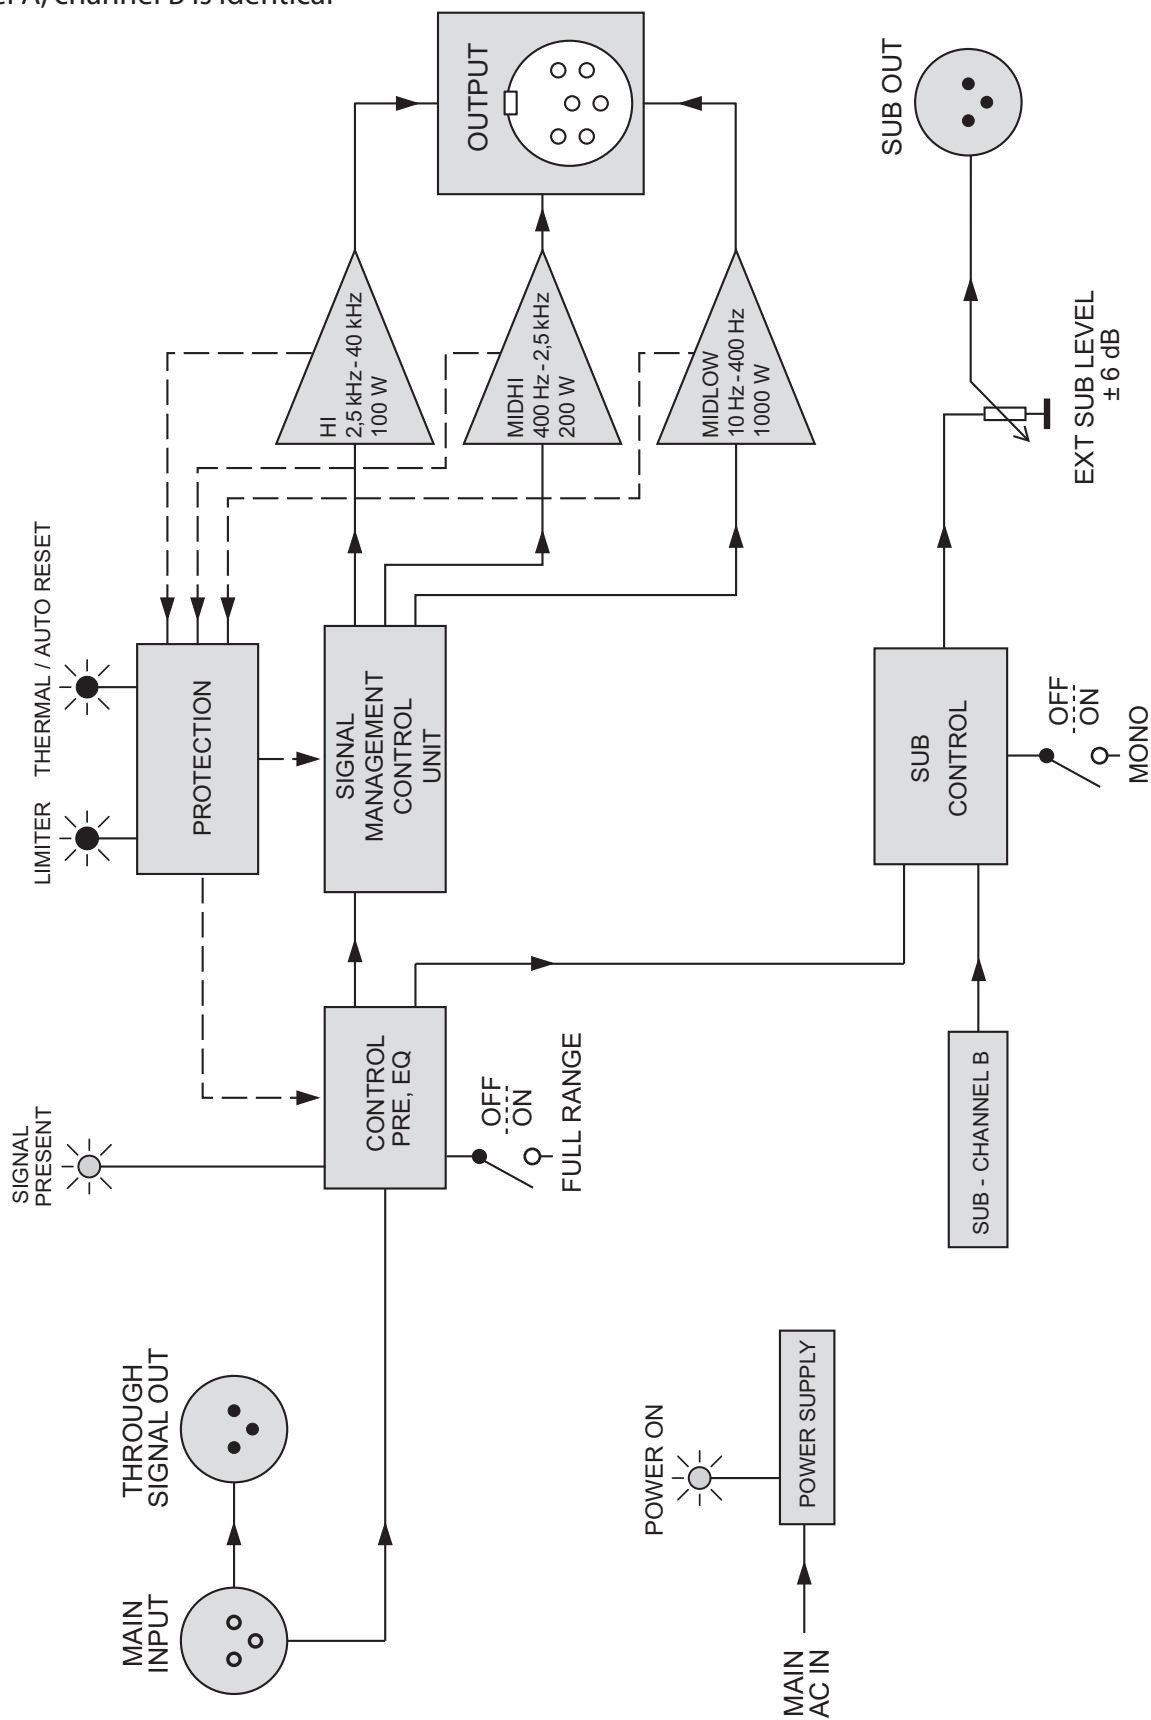 el A, channel B is identical
OUTPUT
SUB OUT
HI
2,5 kHz - 40 kHz
100 W
MIDHI
400 Hz - 2,5 kHz
200 W
MIDLOW
10 Hz - 400 Hz
1000 W
EXT SUB LEVEL
± 6 dB
LIMITER
THERMAL / AUTO RESET
PROTECTION
SIGNAL
MANAGEMENT
CONTROL
UNIT
SUB
CONTROL
OFF
ON
MONO
SIGNAL
PRESENT
CONTROL
PRE, EQ
OFF
ON
FULL RANGE
SUB - CHANNEL B
THROUGH
SIGNAL OUT
MAIN
INPUT
POWER ON
POWER SUPPLY
MAIN
AC IN